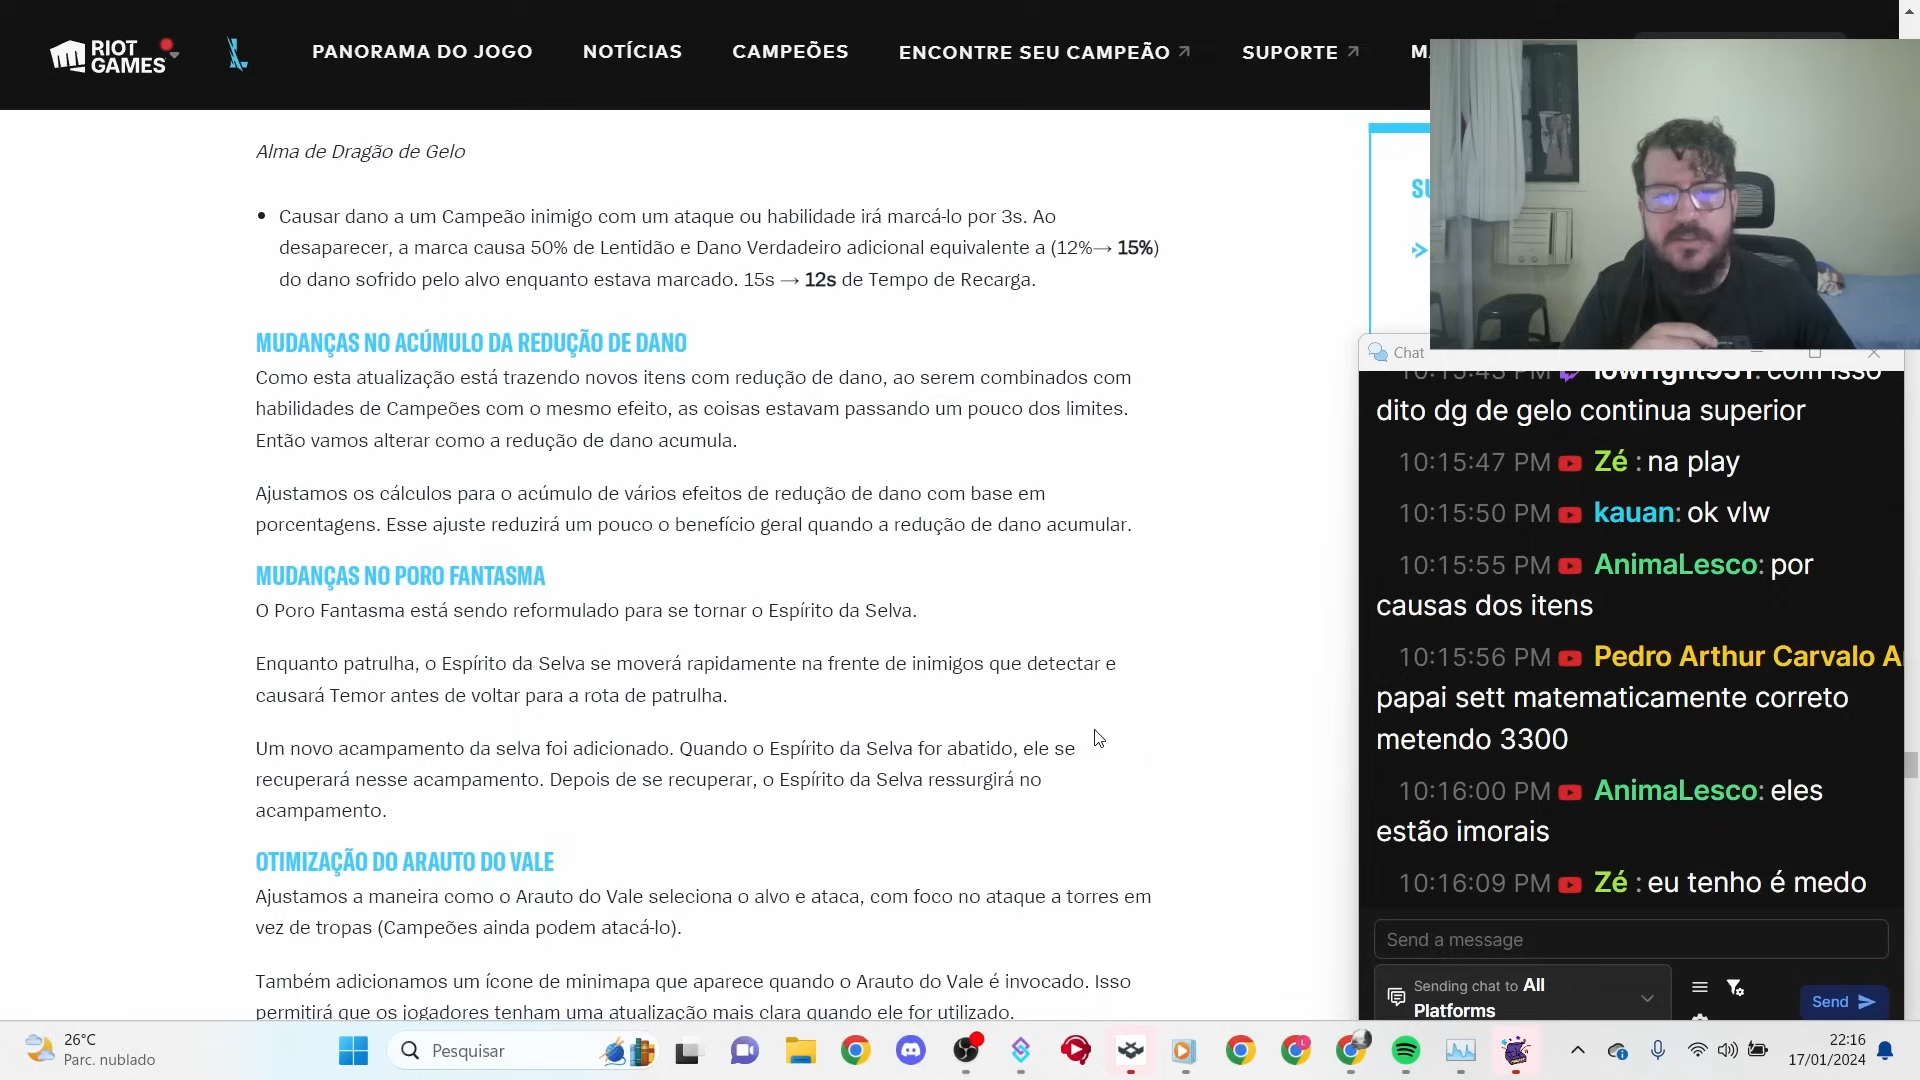 RIOT GAMES
PANORAMA DO JOGO
NOTÍCIAS
CAMPEÕES
ENCONTRE SEU CAMPEÃO
SUPORTE
Alma de Dragão de Gelo
Causar dano a um Campeão inimigo com um ataque ou habilidade irá marcá-lo por 3s. Ao
desaparecer, a marca causa 50% de Lentidão e Dano Verdadeiro adicional equivalente a (12%→ 15%)
do dano sofrido pelo alvo enquanto estava marcado. 15s → 12s de Tempo de Recarga.
MUDANÇAS NO ACÚMULO DA REDUÇÃO DE DANO
Como esta atualização está trazendo novos itens com redução de dano, ao serem combinados com
habilidades de Campeões com o mesmo efeito, as coisas estavam passando um pouco dos limites.
Então vamos alterar como a redução de dano acumula.
Ajustamos os cálculos para o acúmulo de vários efeitos de redução de dano com base em
porcentagens. Esse ajuste reduzirá um pouco o benefício geral quando a redução de dano acumular.
MUDANÇAS NO PORO FANTASMA
O Poro Fantasma está sendo reformulado para se tornar o Espírito da Selva.
Enquanto patrulha, o Espírito da Selva se moverá rapidamente na frente de inimigos que detectar e
causará Temor antes de voltar para a rota de patrulha.
Um novo acampamento da selva foi adicionado. Quando o Espírito da Selva for abatido, ele se
recuperará nesse acampamento. Depois de se recuperar, o Espírito da Selva ressurgirá no
acampamento.
OTIMIZAÇÃO DO ARAUTO DO VALE
Ajustamos a maneira como o Arauto do Vale seleciona o alvo e ataca, com foco no ataque a torres em
vez de tropas (Campeões ainda podem atacá-lo).
Também adicionamos um ícone de minimapa que aparece quando o Arauto do Vale é invocado. Isso
permitirá que os jogadores tenham uma atualização mais clara quando ele for utilizado.
Chat
10:15:43 PM lowright931: com isso
dito dg de gelo continua superior
10:15:47 PM Zé : na play
10:15:50 PM kauan: ok vlw
10:15:55 PM AnimaLesco: por
causas dos itens
10:15:56 PM Pedro Arthur Carvalo
papai sett matematicamente correto
metendo 3300
10:16:00 PM AnimaLesco: eles
estão imorais
10:16:09 PM Zé : eu tenho é medo
Send a message
Sending chat to All
Platforms
Send
26°C
Parc. nublado
Pesquisar
22:16
17/01/2024